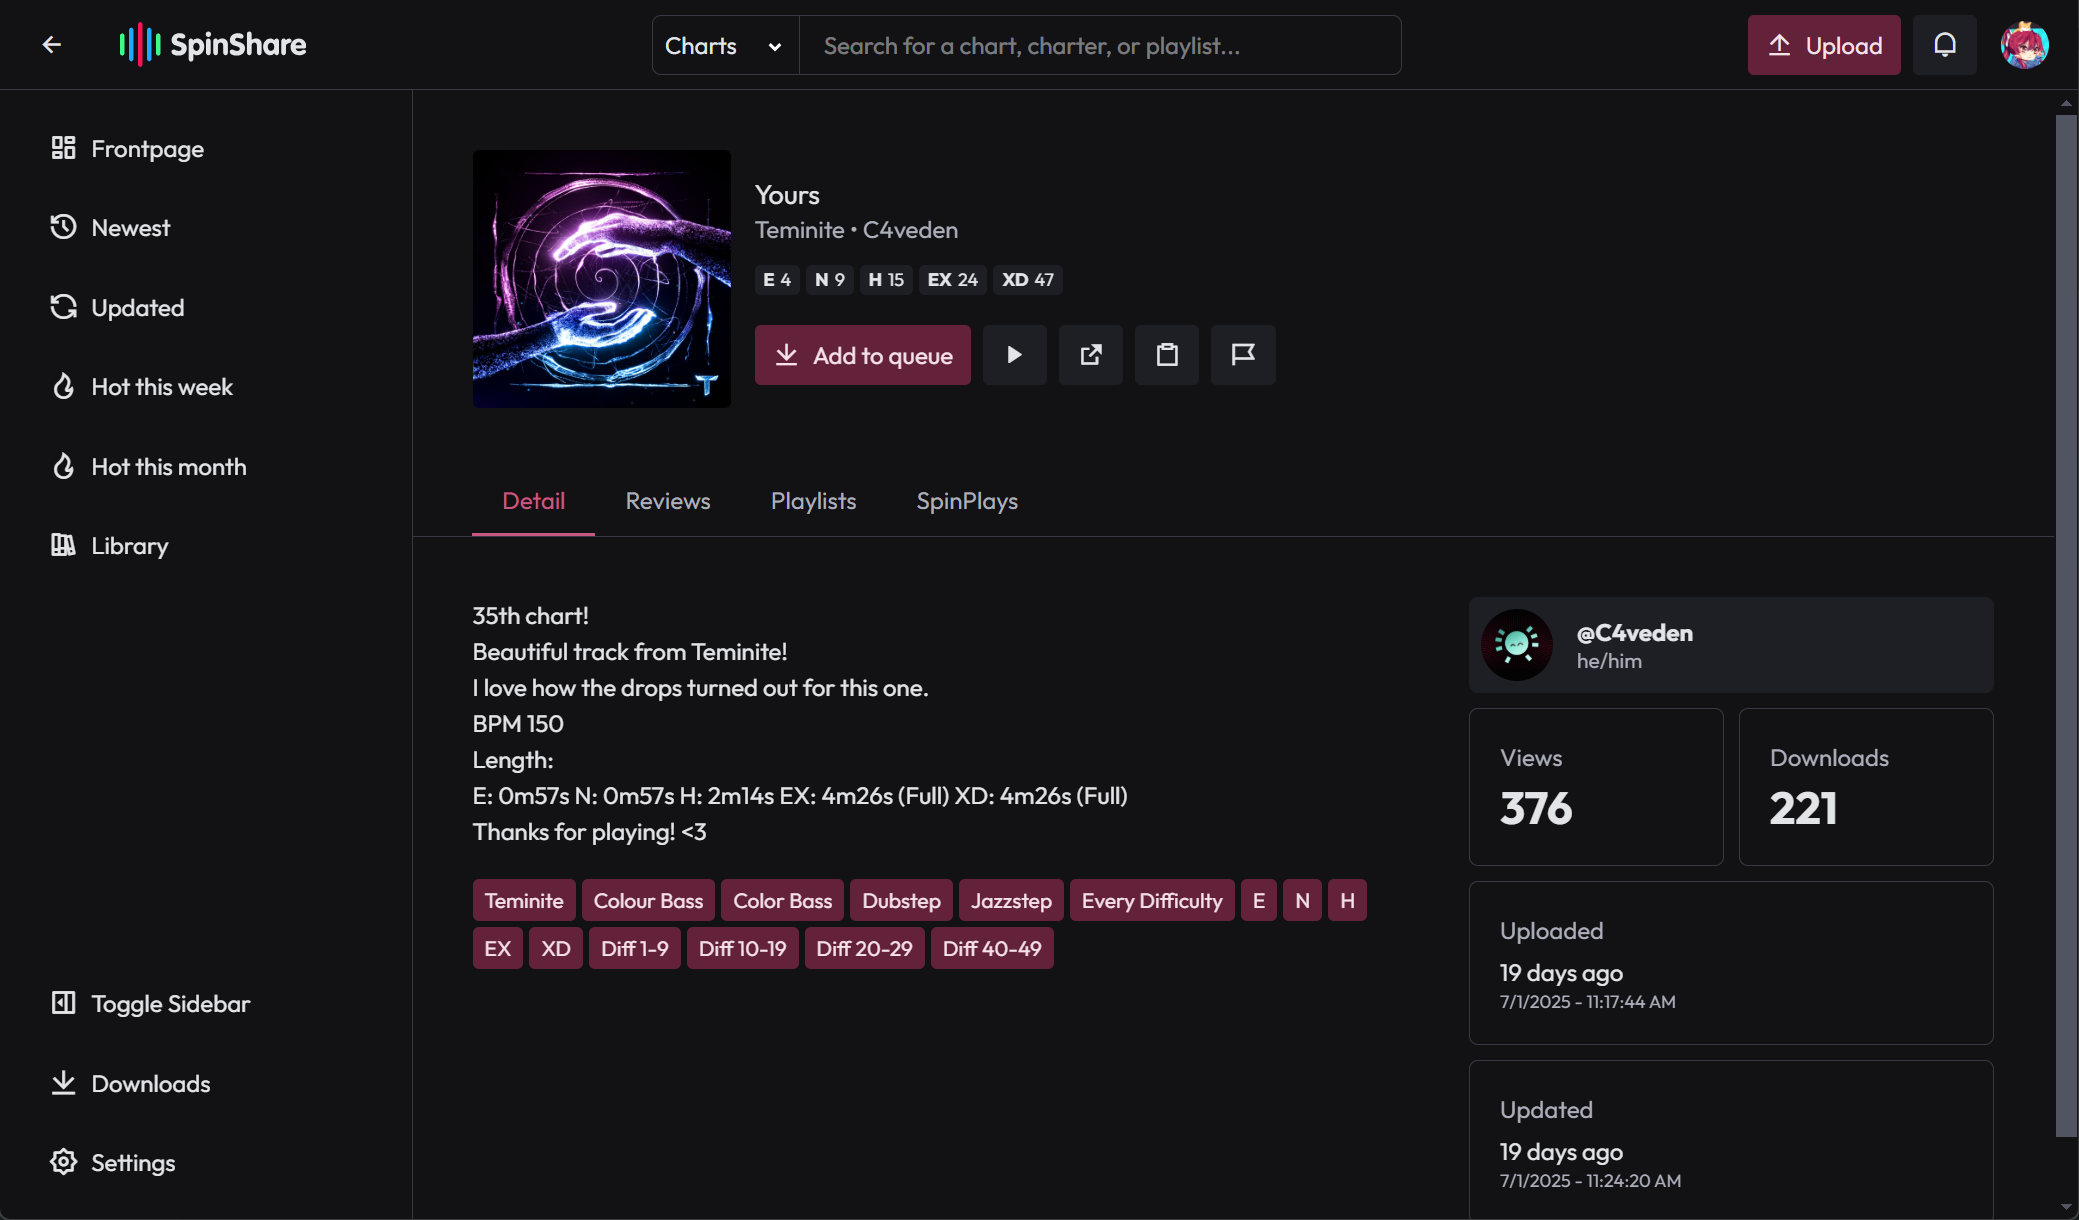 SpinShare
Charts
Search for a chart, charter, or playlist...
Upload
Frontpage
Newest
Updated
Hot this week
Hot this month
Library
Toggle Sidebar
Downloads
Settings
Yours
Teminite • C4veden
E 4 N 9 H 15 EX 24 XD 47
Add to queue
Detail Reviews Playlists SpinPlays
35th chart!
Beautiful track from Teminite!
I love how the drops turned out for this one.
BPM 150
Length:
E: 0m57s N: 0m57s H: 2m14s EX: 4m26s (Full) XD: 4m26s (Full)
Thanks for playing! <3
Teminite Colour Bass Color Bass Dubstep Jazzstep Every Difficulty E N H
EX XD Diff 1-9 Diff 10-19 Diff 20-29 Diff 40-49
@C4veden
he/him
Views
376
Downloads
221
Uploaded
19 days ago
7/1/2025 - 11:17:44 AM
Updated
19 days ago
7/1/2025 - 11:24:20 AM